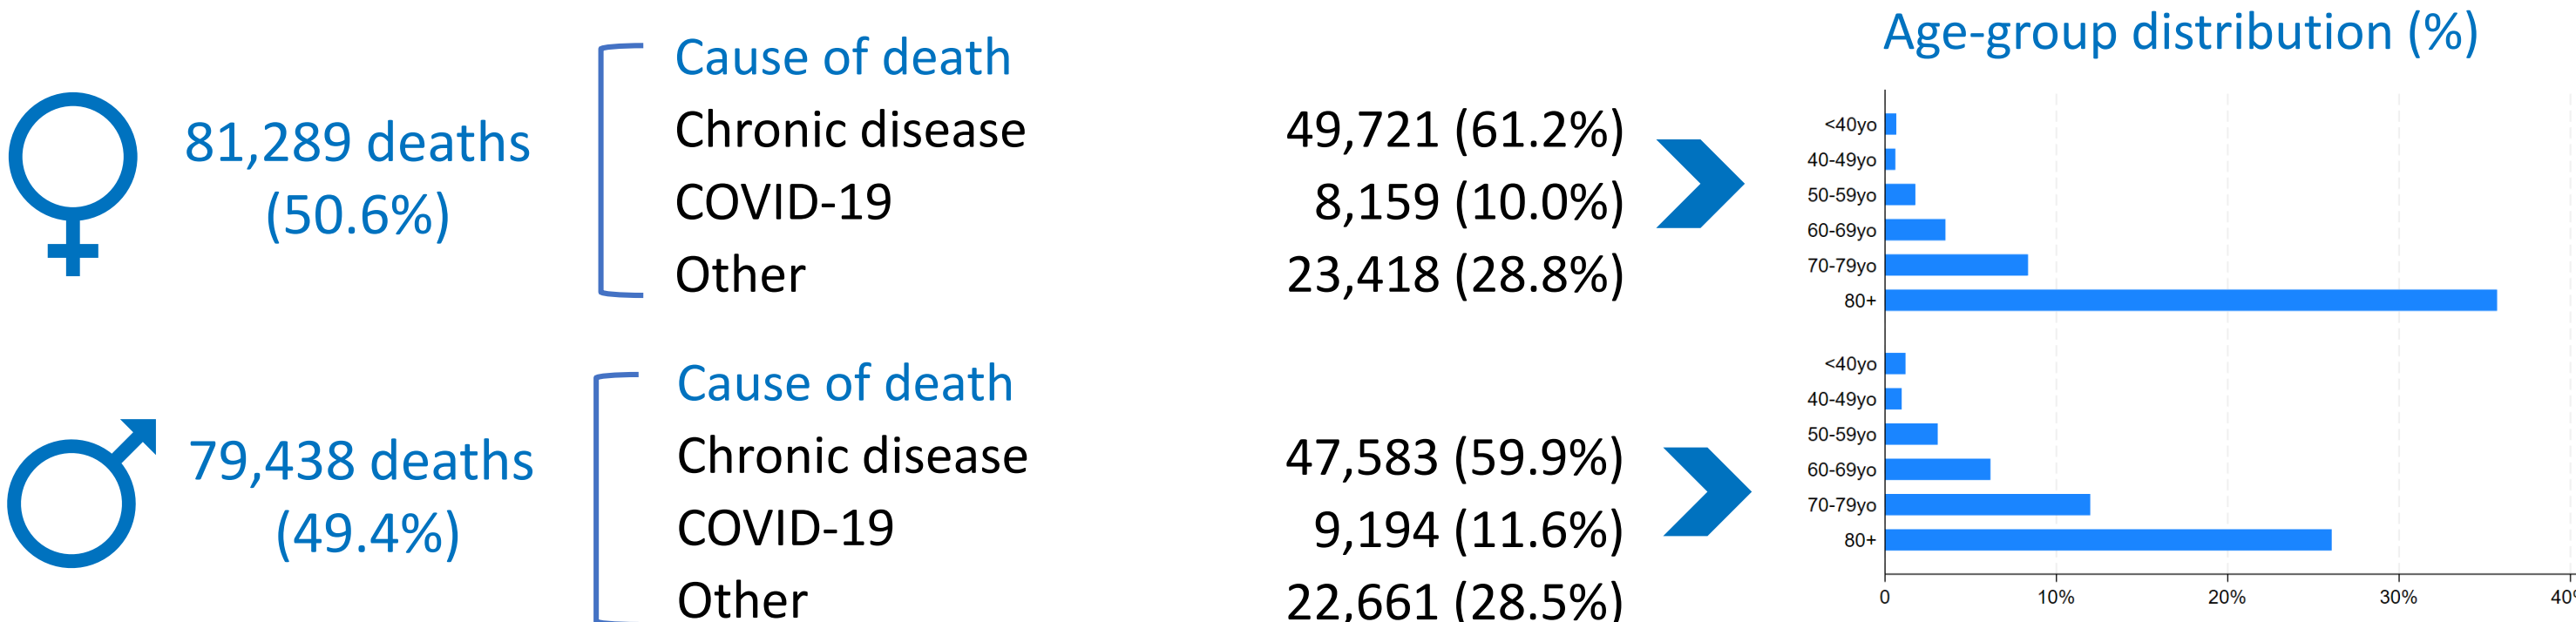 Age-group distribution (%)
81,289 deaths
(50.6%)
Cause of death
Chronic disease 49,721 (61.2%)
COVID-19 8,159 (10.0%)
Other 23,418 (28.8%)
<40yo
40-49yo
50-59yo
60-69yo
70-79yo
80+
79,438 deaths
(49.4%)
Cause of death
Chronic disease 47,583 (59.9%)
COVID-19 9,194 (11.6%)
Other 22,661 (28.5%)
<40yo
40-49yo
50-59yo
60-69yo
70-79yo
80+
0 10% 20% 30% 40